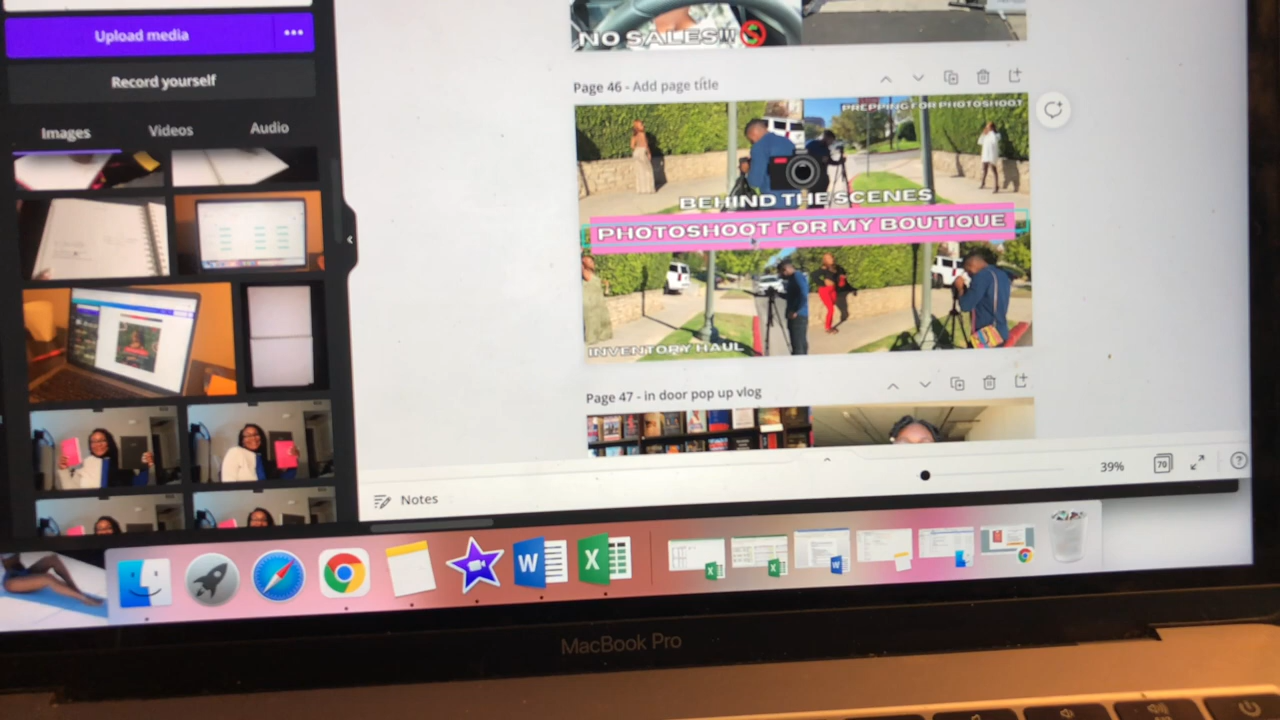 Upload media
Record yourself
Images
Videos
Audio
NO SALES!!!
Page 46 - Add page title
PREPPING FOR PHOTOSHOOT
BEHIND THE SCENES
PHOTOSHOOT FOR MY BOUTIQUE
INVENTORY HAUL
Page 47 - in door pop up vlog
Notes
39%
70
?
W
X
MacBook Pro